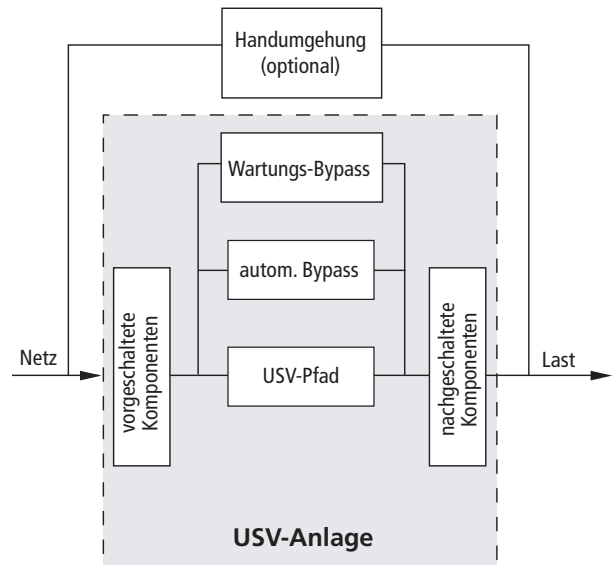 Handumgehung
(optional)
Wartungs-Bypass
autom. Bypass
Netz
vorgeschaltete
Komponenten
USV-Pfad
nachgeschaltete
Komponenten
Last
USV-Anlage